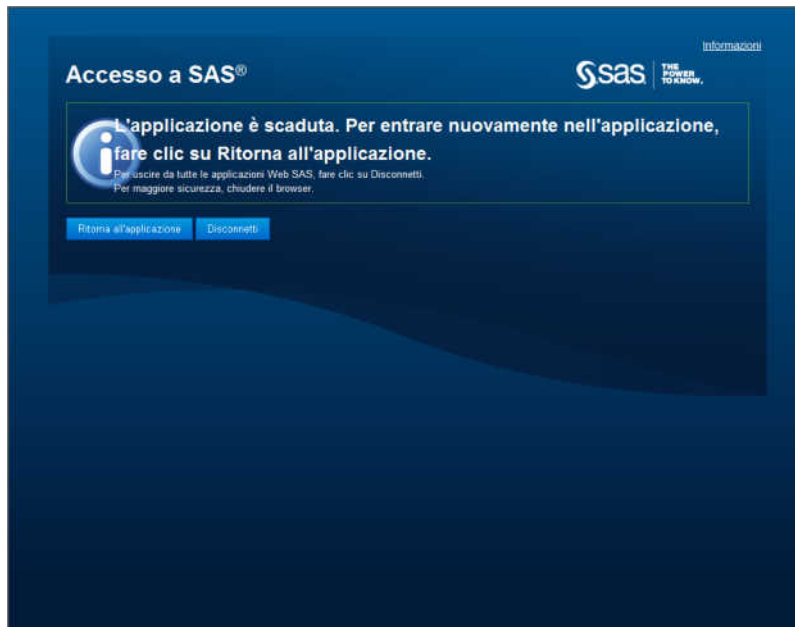 Informazioni
Accesso a SAS®
sas THE POWER TO KNOW.
L'applicazione è scaduta. Per entrare nuovamente nell'applicazione,
fare clic su Ritorna all'applicazione.
Per uscire da tutte le applicazioni Web SAS, fare clic su Disconnetti.
Per maggiore sicurezza, chiudere il browser.
Ritorna all'applicazione Disconnetti